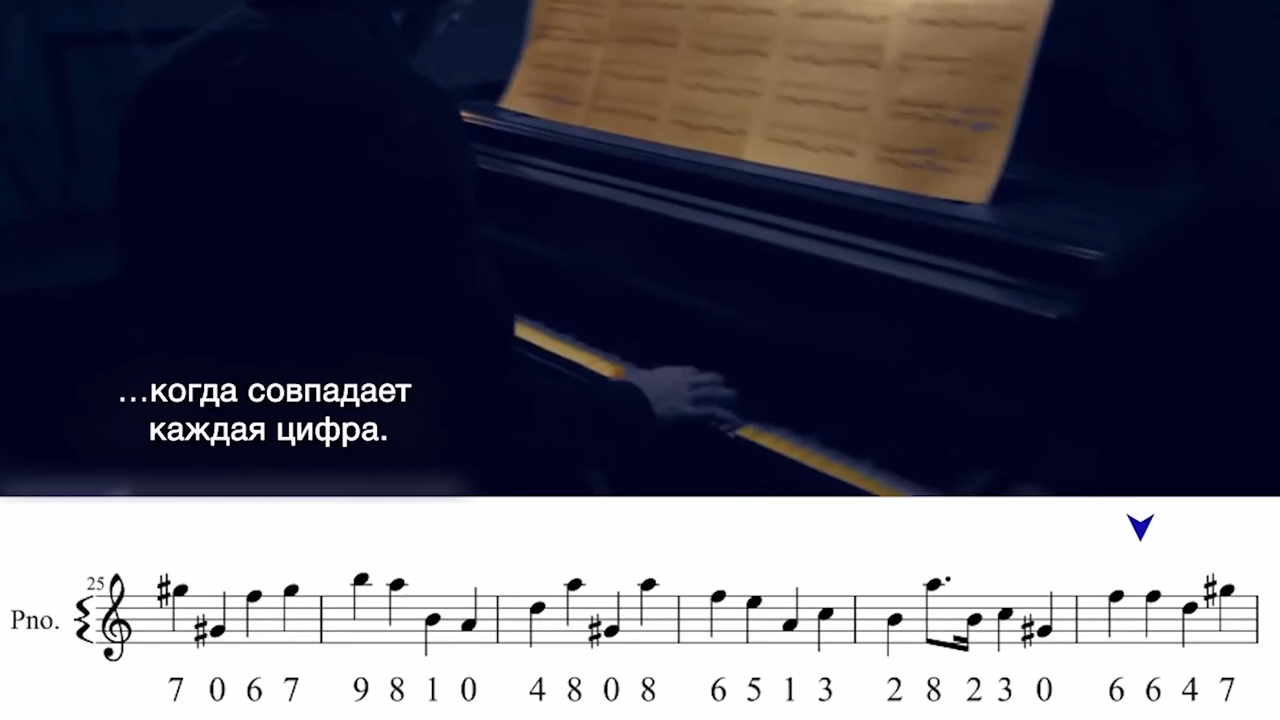 …когда совпадает
каждая цифра.
25
Pno.
7 0 6 7 9 8 1 0 4 8 0 8 6 5 1 3 2 8 2 3 0 6 6 4 7